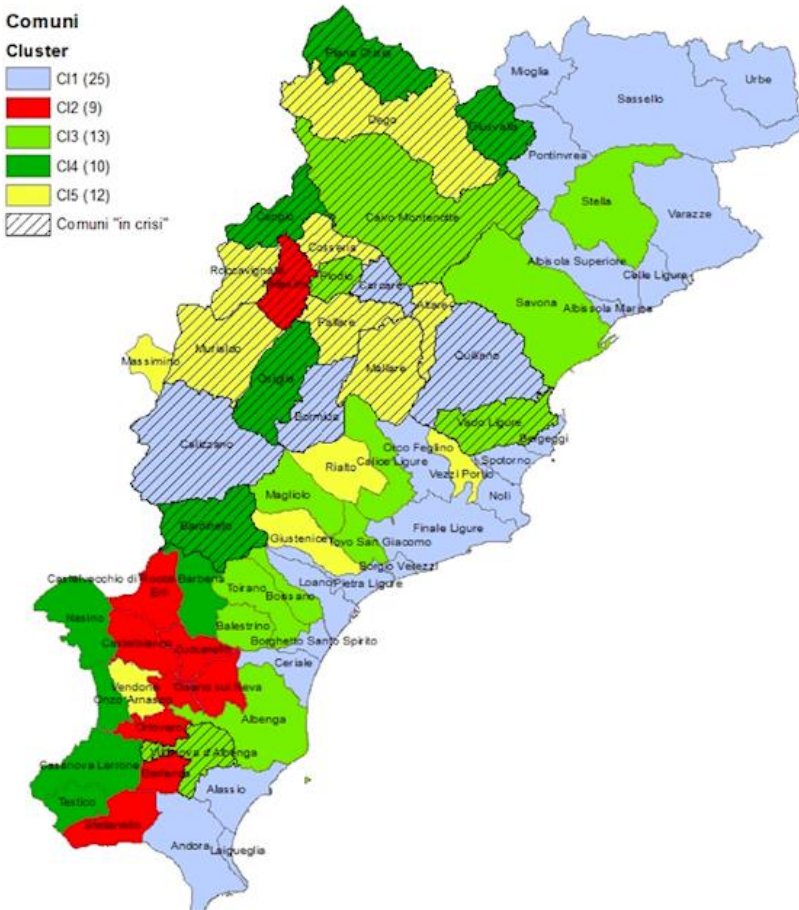 Comuni
Cluster
Cl1 (25)
Cl2 (9)
Cl3 (13)
Cl4 (10)
Cl5 (12)
Comuni "in crisi"
Piana Crixia
Mioglia
Urbe
Sassello
Dego
Giusvalla
Pontinvrea
Stella
Varazze
Cairo Montenotte
Cengio
Cosseria
Roccavignale
Millesimo
Plodio
Carcare
Albisola Superiore
Celle Ligure
Albissola Marina
Savona
Altare
Pallare
Murialdo
Massimino
Mallare
Quiliano
Osiglia
Bormida
Calizzano
Vado Ligure
Bergeggi
Orco Feglino
Spotorno
Calice Ligure
Rialto
Vezzi Portio
Noli
Magliolo
Finale Ligure
Bardineto
Giustenice
Tovo San Giacomo
Borgio Verezzi
Castelvecchio di Rocca Barbena
Erli
Toirano
Loano
Pietra Ligure
Boissano
Nasino
Balestrino
Castelbianco
Zuccarello
Borghetto Santo Spirito
Ceriale
Vendone
Cisano sul Neva
Onzo
Arnasco
Albenga
Ortovero
Villanova d'Albenga
Casanova Lerrone
Garlenda
Alassio
Testico
Stellanello
Andora
Laigueglia